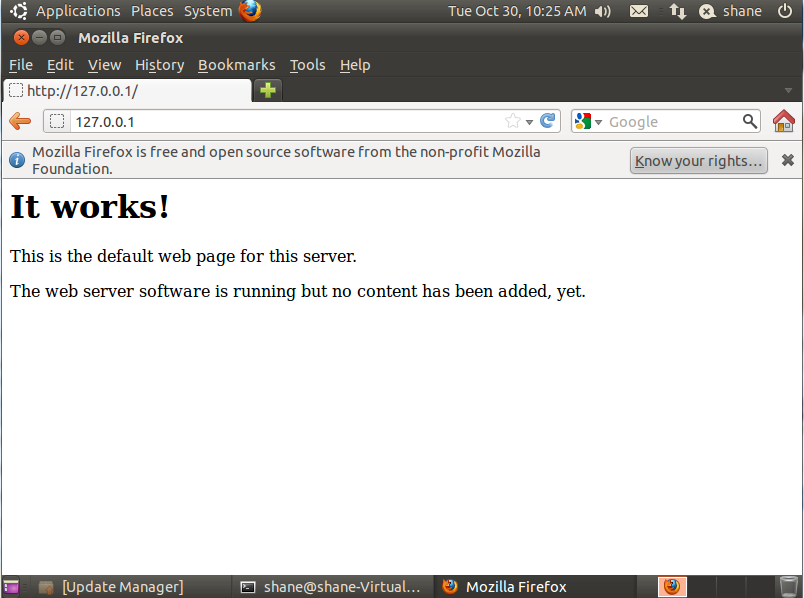 Applications Places System Tue Oct 30, 10:25 AM shane
Mozilla Firefox
File Edit View History Bookmarks Tools Help
http://127.0.0.1/
127.0.0.1 Google
Mozilla Firefox is free and open source software from the non-profit Mozilla
Foundation.
Know your rights...
It works!
This is the default web page for this server.
The web server software is running but no content has been added, yet.
[Update Manager] shane@shane-Virtual... Mozilla Firefox